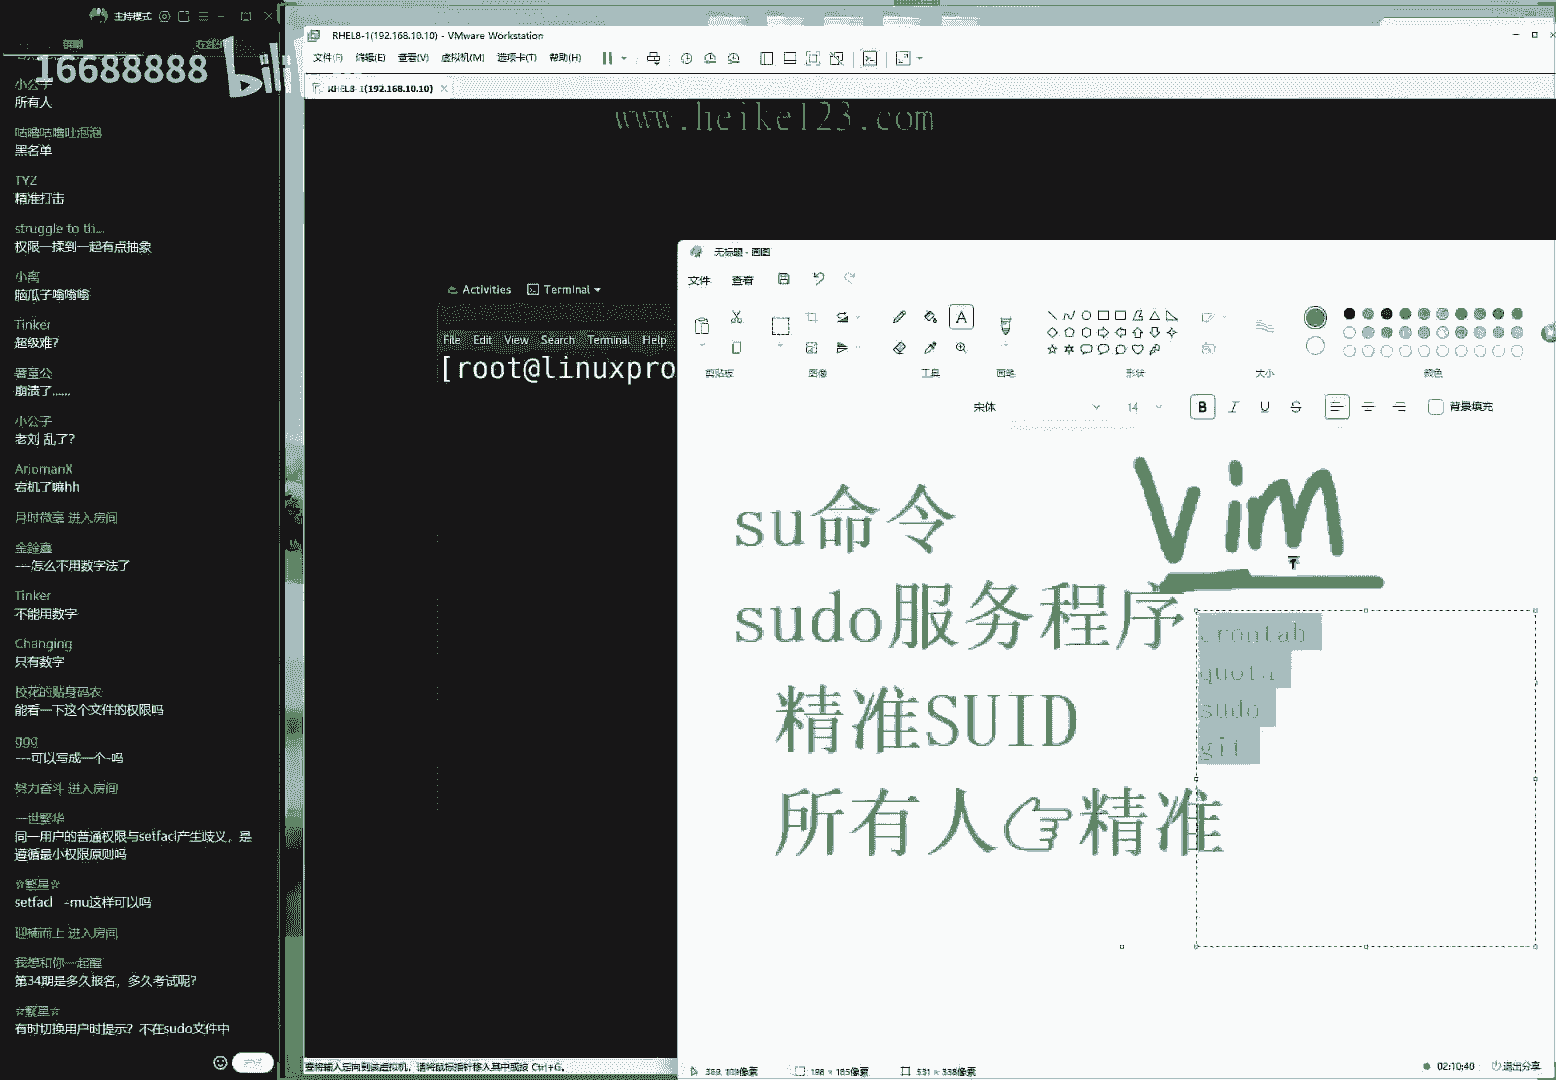 主持模式
16688888
bili
小公子
所有人
咕噜咕噜吐泡泡
黑名单
TYZ
精准打击
struggle to th...
权限一揉到一起有点抽象
小离
脑瓜子嗡嗡嗡
Tinker
超级难?
崩溃了......
小公子
老刘 乱了?
ArjomanX
宕机了嘛hh
月时微毫 进入房间
金鑫鑫
---怎么不用数字法了
Tinker
不能用数字
Changing
只有数字
校花的贴身码农
能看一下这个文件的权限吗
ggg
---可以写成一个-吗
努力奋斗 进入房间
一世繁华
同一用户的普通权限与setfacl产生歧义，是
遵循最小权限原则吗
☆繁星☆
setfacl -mu这样可以吗
迎楠而上 进入房间
我想和你一起醒
第34期是多久报名，多久考试呢?
☆繁星☆
有时切换用户时提示？不在sudo文件中
RHEL8-1(192.168.10.10) - VMware Workstation
文件(F) 编辑(E) 查看(V) 虚拟机(M) 选项卡(T) 帮助(H)
RHEL8-1(192.168.10.10)
www.heike123.com
Activities Terminal
File Edit View Search Terminal Help
[root@linuxpro
无标题 - 画图
文件 查看
剪贴板 图像 工具 画笔 形状 大小 颜色
宋体 14 B I U S 背景填充
su命令
Vim
sudo服务程序
crontab
quota
sudo
git
精准SUID
所有人👉精准
要将输入定向到该虚拟机，请将鼠标指针移入其中或按 Ctrl+G。
198 × 185像素 531 × 338像素
02:10:40 退出分享